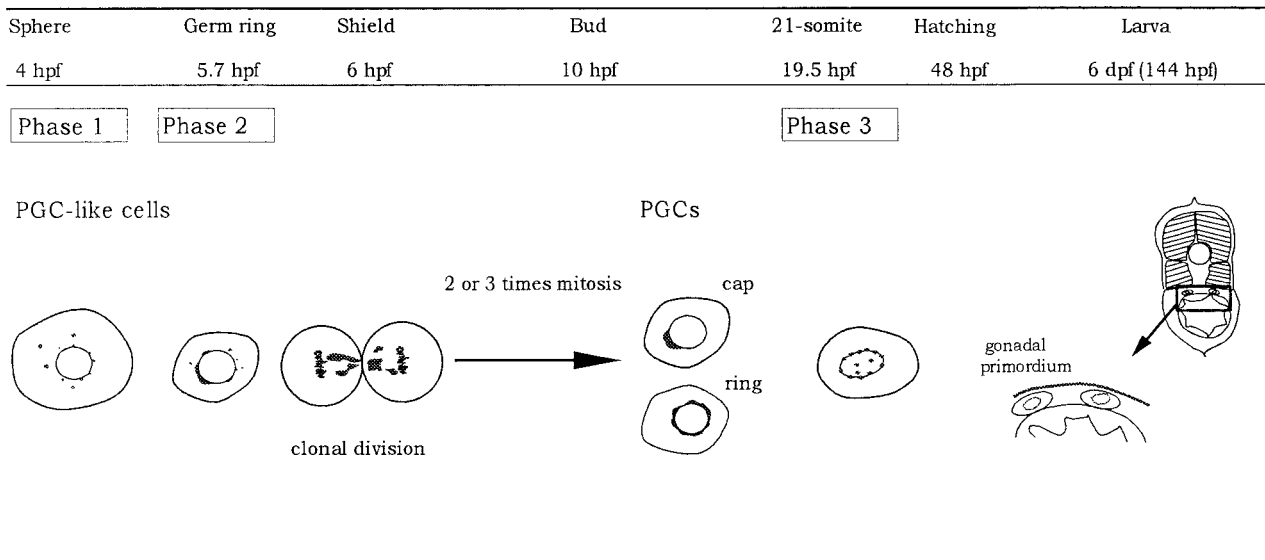 Sphere Germ ring Shield Bud 21-somite Hatching Larva
4 hpf 5.7 hpf 6 hpf 10 hpf 19.5 hpf 48 hpf 6 dpf (144 hpf)
Phase 1 Phase 2 Phase 3
PGC-like cells PGCs
2 or 3 times mitosis cap
ring
gonadal
primordium
clonal division